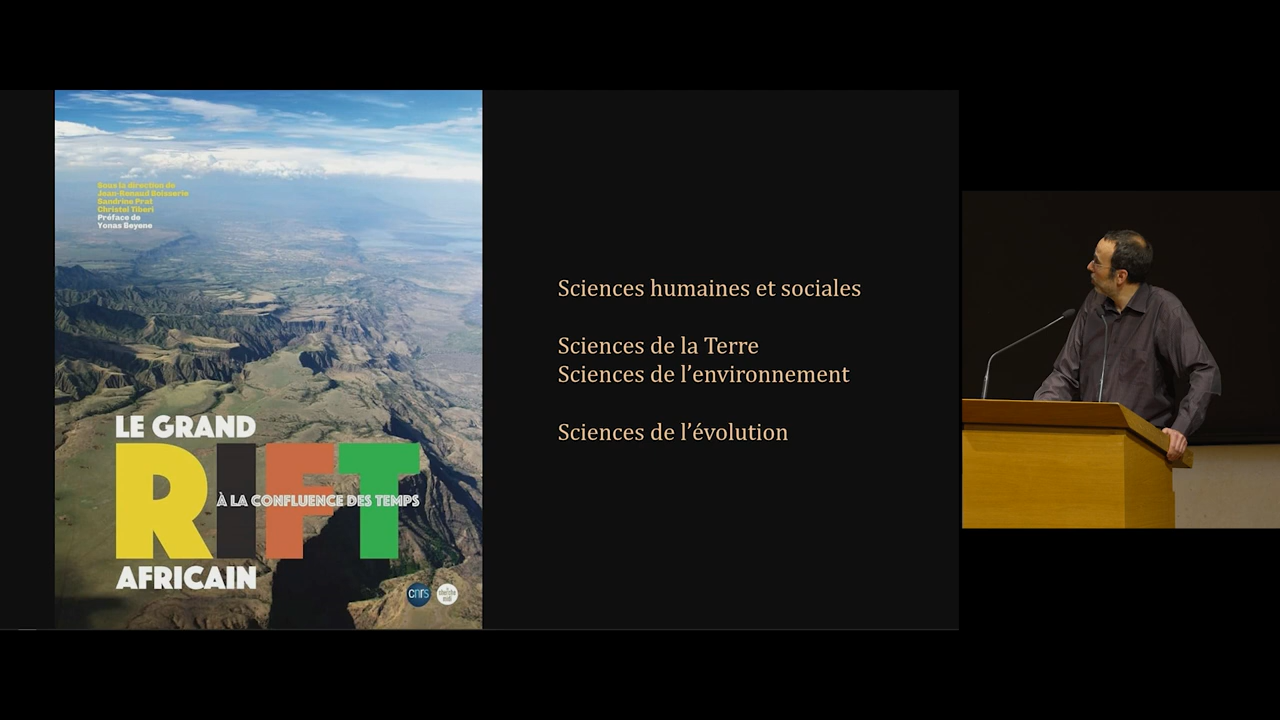 Sous la direction de
Jean-Renaud Boisserie
Sandrine Prat
Christel Tiberi
Préface de
Yonas Beyene
LE GRAND
RIFT
À LA CONFLUENCE DES TEMPS
AFRICAIN
cnrs
cherche
midi
Sciences humaines et sociales
Sciences de la Terre
Sciences de l’environnement
Sciences de l’évolution